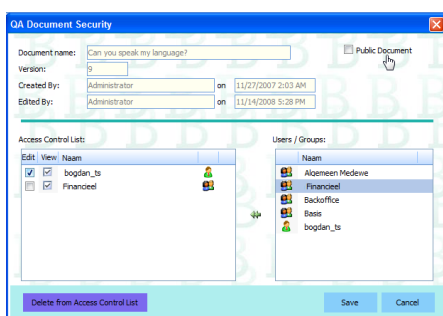 QA Document Security
Document name: Can you speak my language? Public Document
Version: 9
Created By: Administrator on 11/27/2007 2:03 AM
Edited By: Administrator on 11/14/2008 5:28 PM
Access Control List: Users / Groups:
Edit View Naam Naam
bogdan_ts Algemeen Medewe
Financieel Financieel
Backoffice
Basis
bogdan_ts
Delete from Access Control List Save Cancel